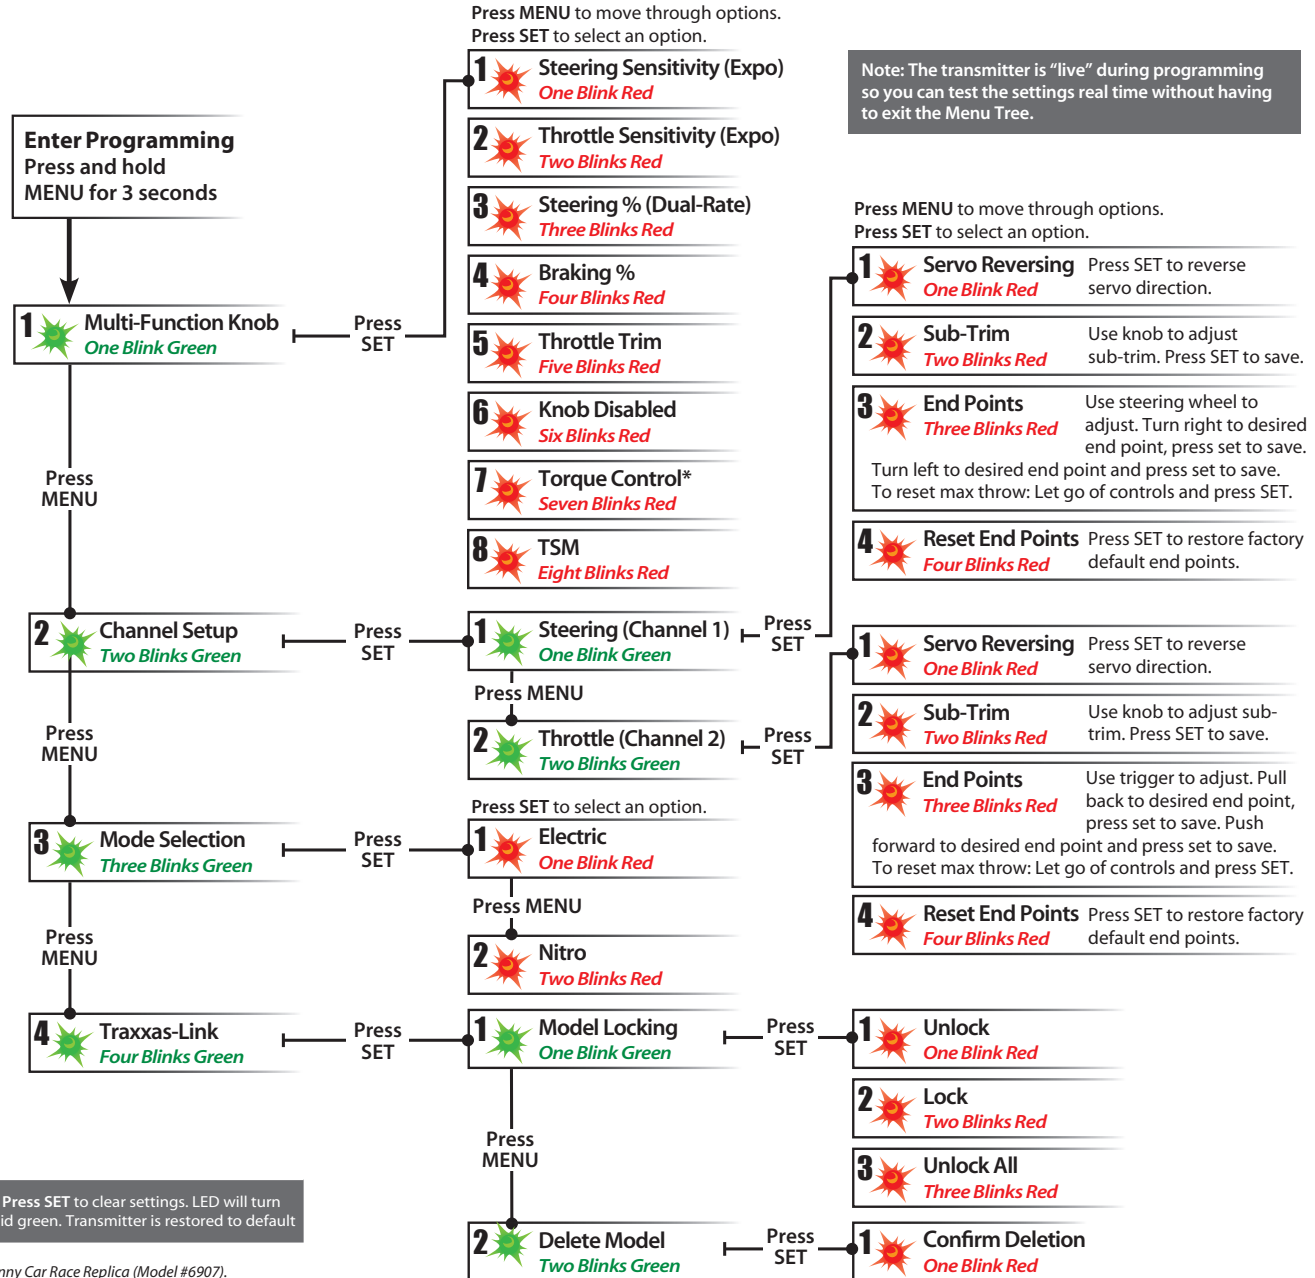 Press MENU to move through options.
Press SET to select an option.
Note: The transmitter is “live” during programming
so you can test the settings real time without having
to exit the Menu Tree.
Enter Programming
Press and hold
MENU for 3 seconds
1 Multi-Function Knob
One Blink Green
Press
SET
1 Steering Sensitivity (Expo)
One Blink Red
2 Throttle Sensitivity (Expo)
Two Blinks Red
3 Steering % (Dual-Rate)
Three Blinks Red
4 Braking %
Four Blinks Red
5 Throttle Trim
Five Blinks Red
6 Knob Disabled
Six Blinks Red
7 Torque Control*
Seven Blinks Red
8 TSM
Eight Blinks Red
Press
MENU
2 Channel Setup
Two Blinks Green
Press
SET
1 Steering (Channel 1)
One Blink Green
Press
SET
Press MENU
2 Throttle (Channel 2)
Two Blinks Green
Press
SET
Press MENU to move through options.
Press SET to select an option.
1 Servo Reversing Press SET to reverse
One Blink Red servo direction.
2 Sub-Trim Use knob to adjust
Two Blinks Red sub-trim. Press SET to save.
3 End Points Use steering wheel to
Three Blinks Red adjust. Turn right to desired
end point, press set to save.
Turn left to desired end point and press set to save.
To reset max throw: Let go of controls and press SET.
4 Reset End Points Press SET to restore factory
Four Blinks Red default end points.
1 Servo Reversing Press SET to reverse
One Blink Red servo direction.
2 Sub-Trim Use knob to adjust sub-
Two Blinks Red trim. Press SET to save.
3 End Points Use trigger to adjust. Pull
Three Blinks Red back to desired end point,
press set to save. Push
forward to desired end point and press set to save.
To reset max throw: Let go of controls and press SET.
4 Reset End Points Press SET to restore factory
Four Blinks Red default end points.
Press
MENU
3 Mode Selection
Three Blinks Green
Press
SET
Press SET to select an option.
1 Electric
One Blink Red
Press MENU
2 Nitro
Two Blinks Red
Press
MENU
4 Traxxas-Link
Four Blinks Green
Press
SET
1 Model Locking
One Blink Green
Press
SET
1 Unlock
One Blink Red
2 Lock
Two Blinks Red
3 Unlock All
Three Blinks Red
Press
MENU
2 Delete Model
Two Blinks Green
Press
SET
1 Confirm Deletion
One Blink Red
Press SET to clear settings. LED will turn
id green. Transmitter is restored to default
nny Car Race Replica (Model #6907).